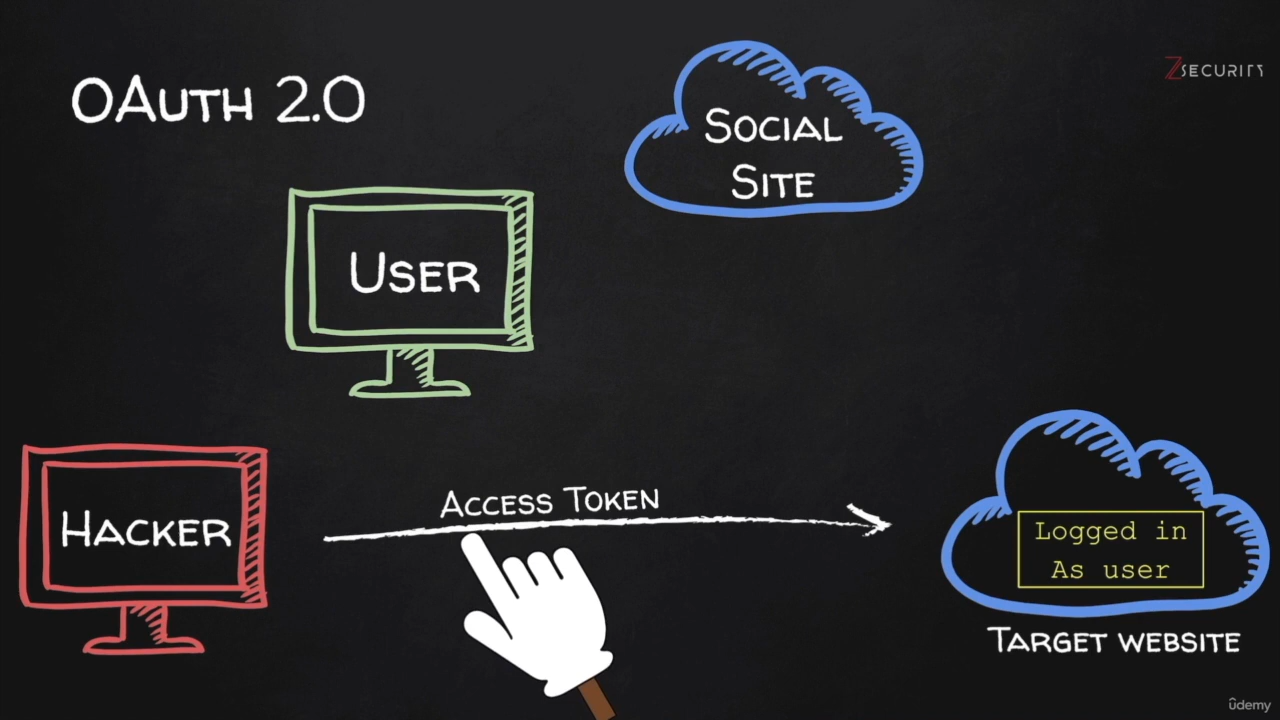 OAuth 2.0
Social
Site
ZSECURITY
User
Hacker
Access Token
Logged in
As user
Target website
ûdemy